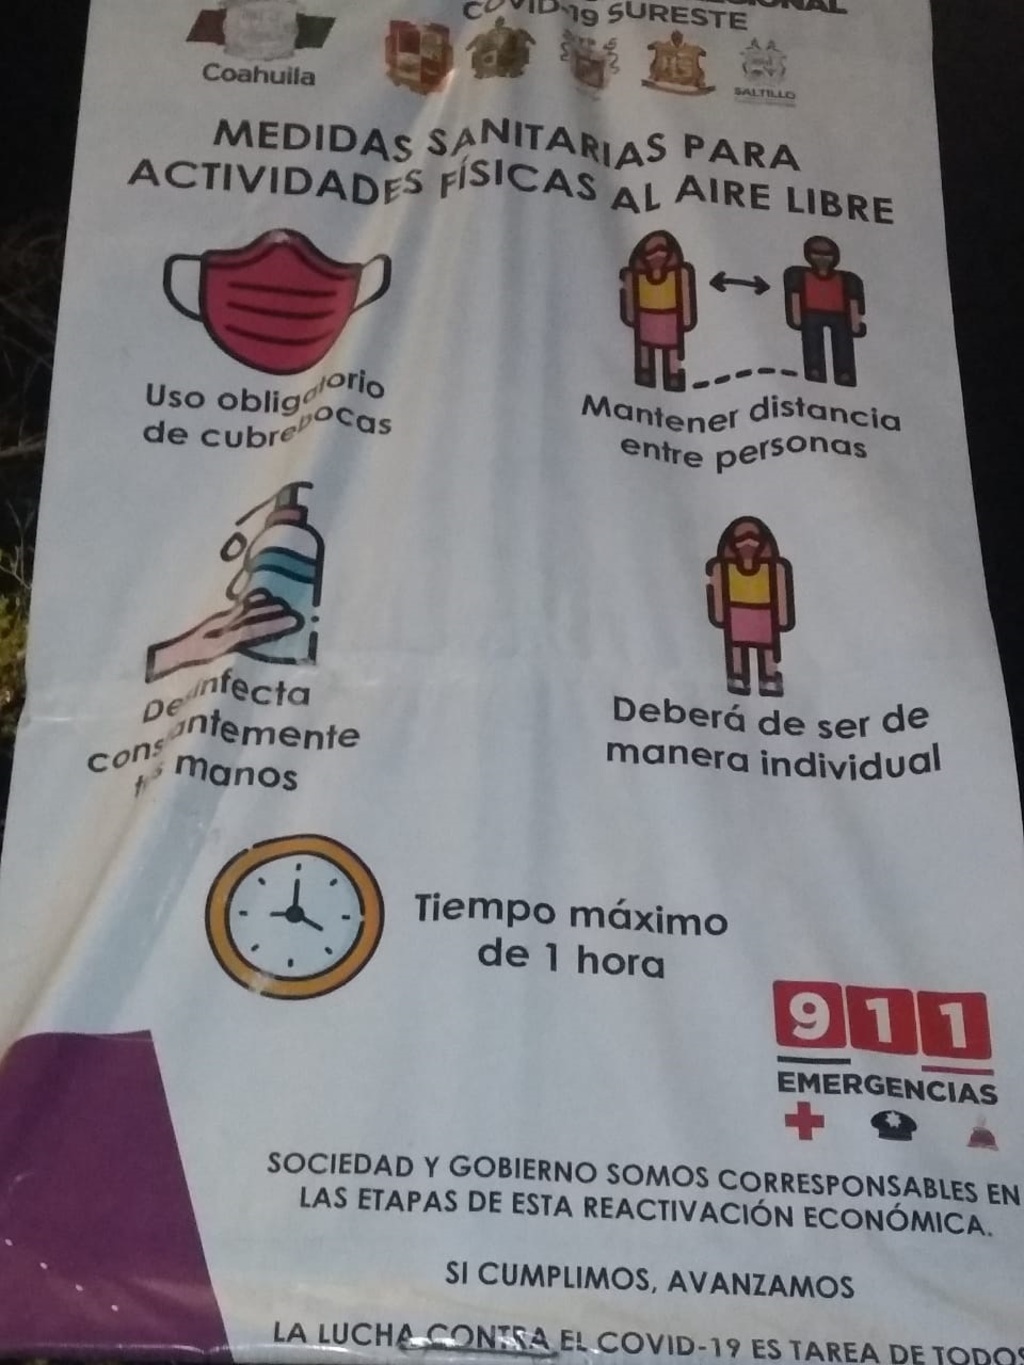 COVID-19 SURESTE
Coahuila
SALTILLO
MEDIDAS SANITARIAS PARA
ACTIVIDADES FÍSICAS AL AIRE LIBRE
Uso obligatorio
de cubrebocas
Mantener distancia
entre personas
Desinfecta
constantemente
tus manos
Deberá de ser de
manera individual
Tiempo máximo
de 1 hora
911
EMERGENCIAS
SOCIEDAD Y GOBIERNO SOMOS CORRESPONSABLES EN
LAS ETAPAS DE ESTA REACTIVACIÓN ECONÓMICA.
SI CUMPLIMOS, AVANZAMOS
LA LUCHA CONTRA EL COVID-19 ES TAREA DE TODOS